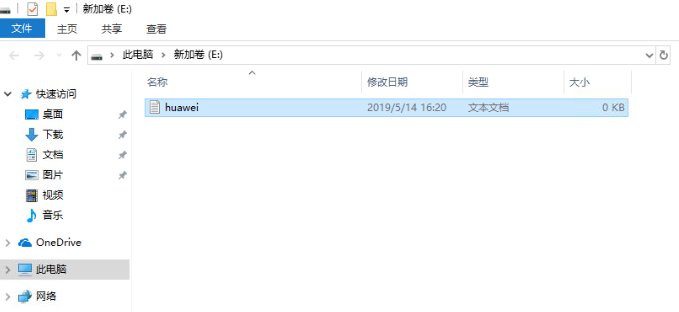 新加卷 (E:)
文件 主页 共享 查看
此电脑 新加卷 (E:)
名称 修改日期 类型 大小
快速访问
huawei 2019/5/14 16:20 文本文档 0 KB
桌面
下载
文档
图片
视频
音乐
OneDrive
此电脑
网络